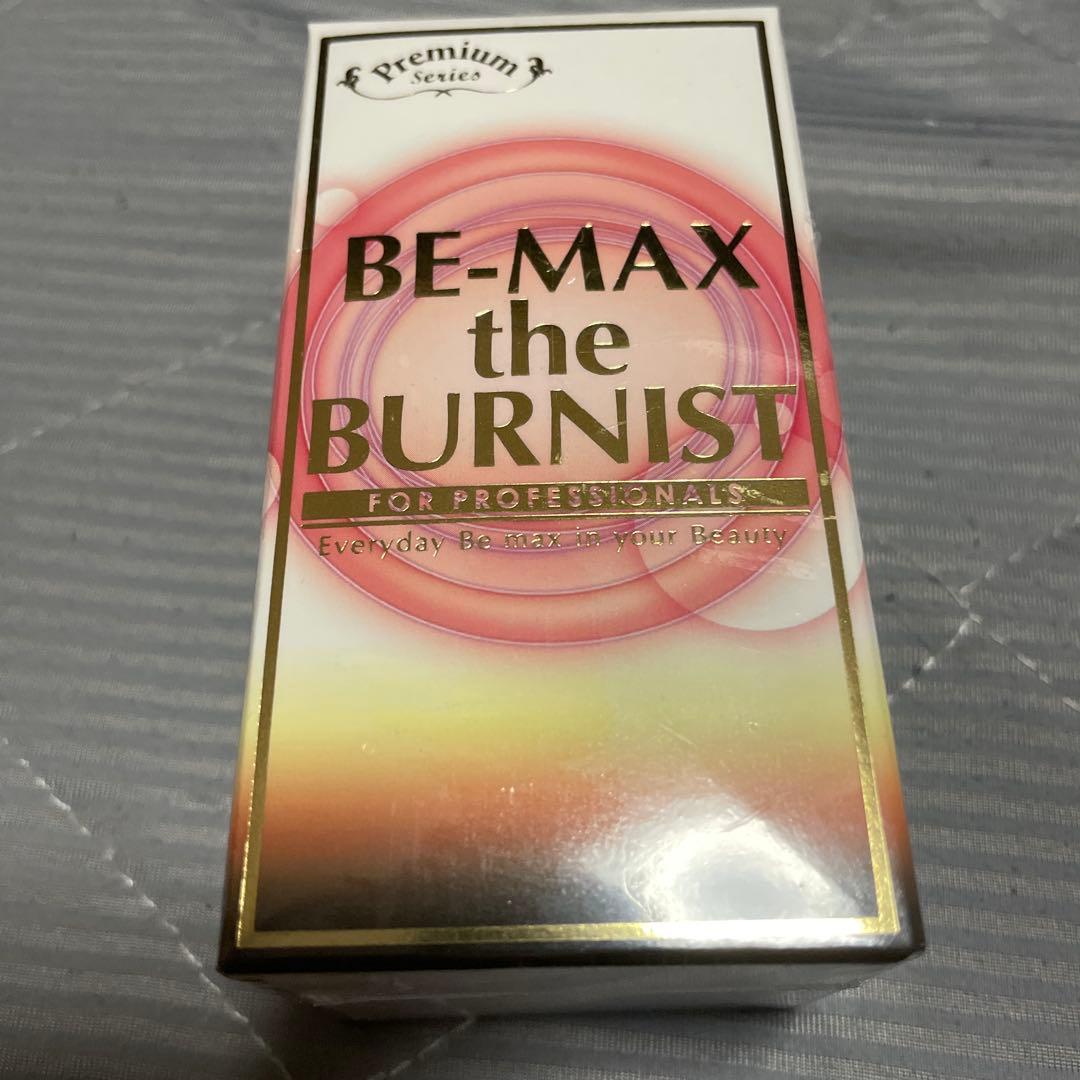 Premium
Series
BE-MAX
the
BURNIST
FOR PROFESSIONALS
Everyday Be max in your Beauty